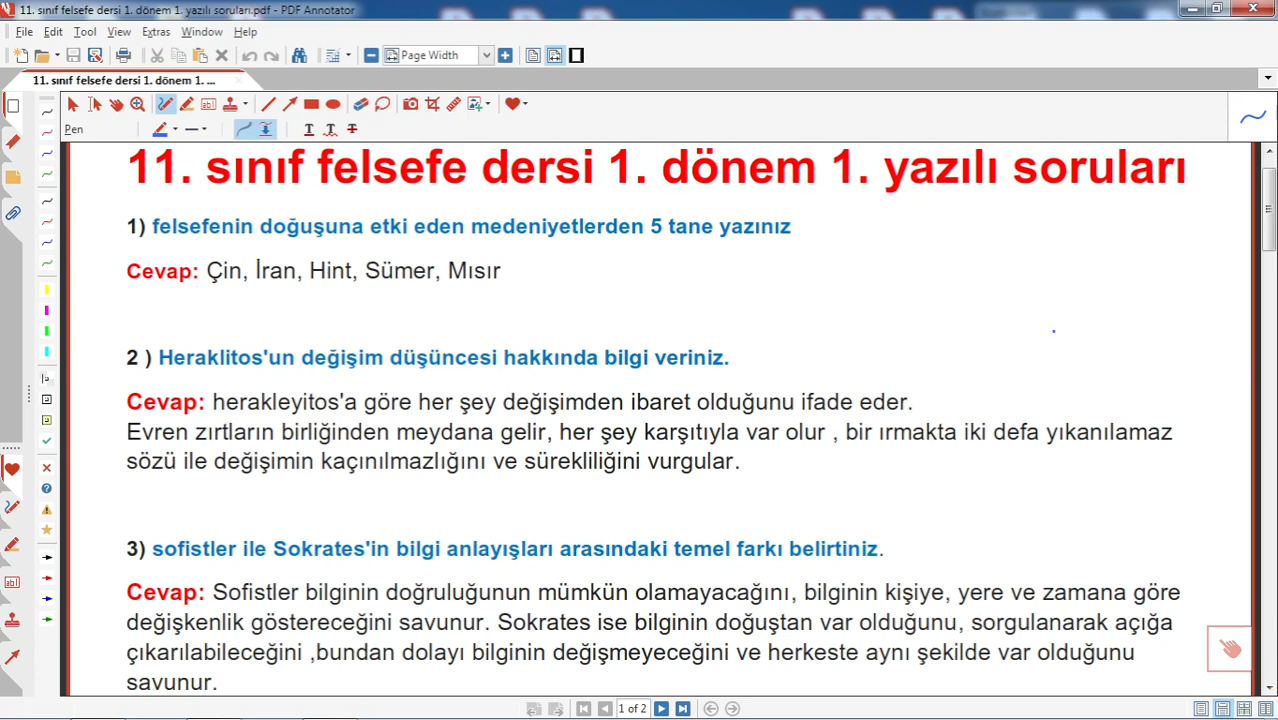 11. sınıf felsefe dersi 1. dönem 1. yazılı soruları.pdf - PDF Annotator
File Edit Tool View Extras Window Help
Page Width
11. sınıf felsefe dersi 1. dönem 1. ...
Pen
11. sınıf felsefe dersi 1. dönem 1. yazılı soruları
1) felsefenin doğuşuna etki eden medeniyetlerden 5 tane yazınız
Cevap: Çin, İran, Hint, Sümer, Mısır
2 ) Heraklitos'un değişim düşüncesi hakkında bilgi veriniz.
Cevap: herakleyitos'a göre her şey değişimden ibaret olduğunu ifade eder.
Evren zırtların birliğinden meydana gelir, her şey karşıtıyla var olur , bir ırmakta iki defa yıkanılamaz
sözü ile değişimin kaçınılmazlığını ve sürekliliğini vurgular.
3) sofistler ile Sokrates'in bilgi anlayışları arasındaki temel farkı belirtiniz.
Cevap: Sofistler bilginin doğruluğunun mümkün olamayacağını, bilginin kişiye, yere ve zamana göre
değişkenlik göstereceğini savunur. Sokrates ise bilginin doğuştan var olduğunu, sorgulanarak açığa
çıkarılabileceğini ,bundan dolayı bilginin değişmeyeceğini ve herkeste aynı şekilde var olduğunu
savunur.
1 of 2